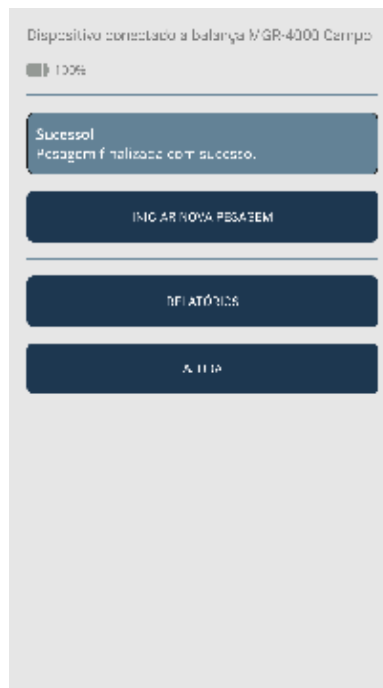 Dispositivo conectado a balança MGR-4000 Campo
100%
Sucesso!
Pesagem finalizada com sucesso.
INICIAR NOVA PESAGEM
RELATÓRIOS
AJUDA